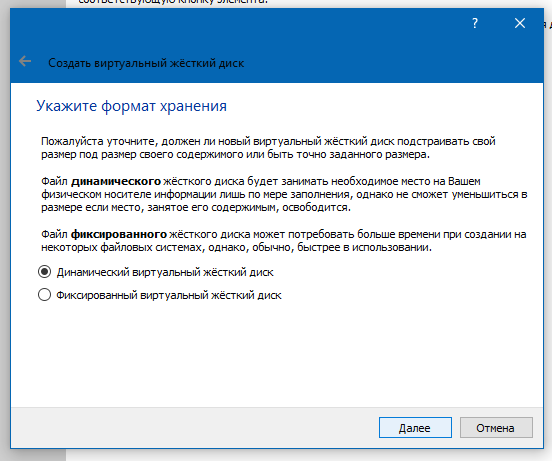 соответствующую кнопку элемента.
?
Создать виртуальный жёсткий диск
Укажите формат хранения
Пожалуйста уточните, должен ли новый виртуальный жёсткий диск подстраивать свой
размер под размер своего содержимого или быть точно заданного размера.
Файл динамического жёсткого диска будет занимать необходимое место на Вашем
физическом носителе информации лишь по мере заполнения, однако не сможет уменьшиться в
размере если место, занятое его содержимым, освободится.
Файл фиксированного жёсткого диска может потребовать больше времени при создании на
некоторых файловых системах, однако, обычно, быстрее в использовании.
Динамический виртуальный жёсткий диск
Фиксированный виртуальный жёсткий диск
Далее
Отмена